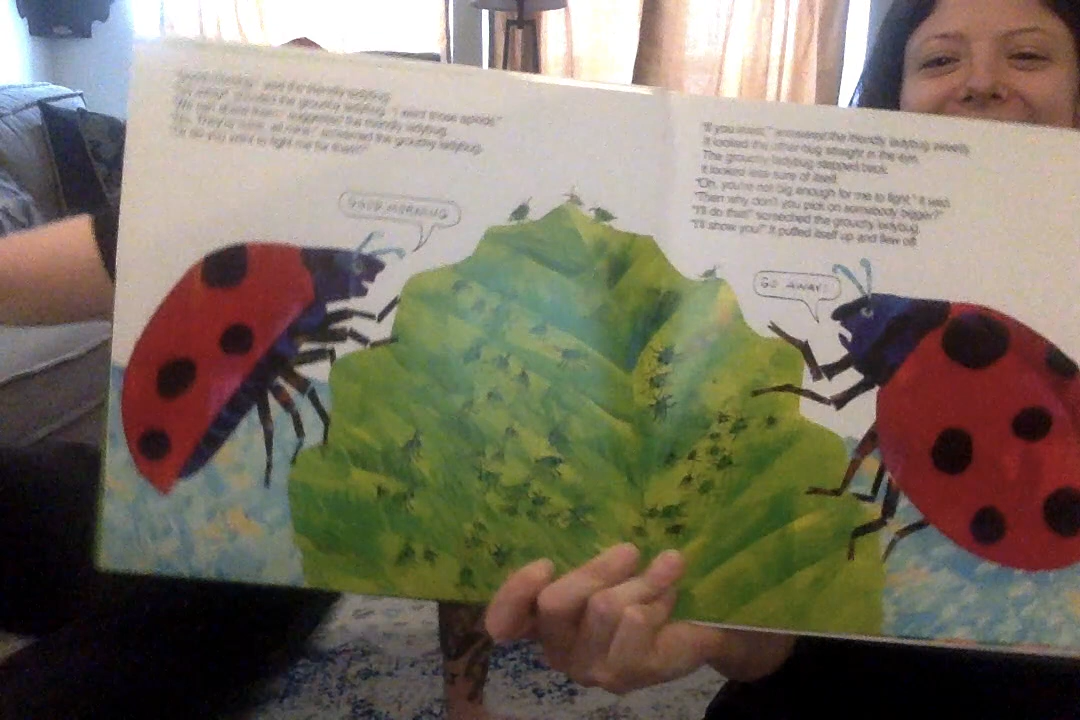 "Good morning," said the friendly ladybug.
"Go away!" shouted the grouchy ladybug. "I want those aphids."
"We can share them," suggested the friendly ladybug.
"No. They're mine, all mine," screamed the grouchy ladybug.
"Or do you want to fight me for them?"
GOOD MORNING
"If you insist," answered the friendly ladybug sweetly.
It looked the other bug straight in the eye.
The grouchy ladybug stepped back.
It looked less sure of itself.
"Oh, you're not big enough for me to fight," it said.
"Then why don't you pick on somebody bigger?"
"I'll do that!" screeched the grouchy ladybug.
"I'll show you!" It puffed itself up and flew off.
GO AWAY!